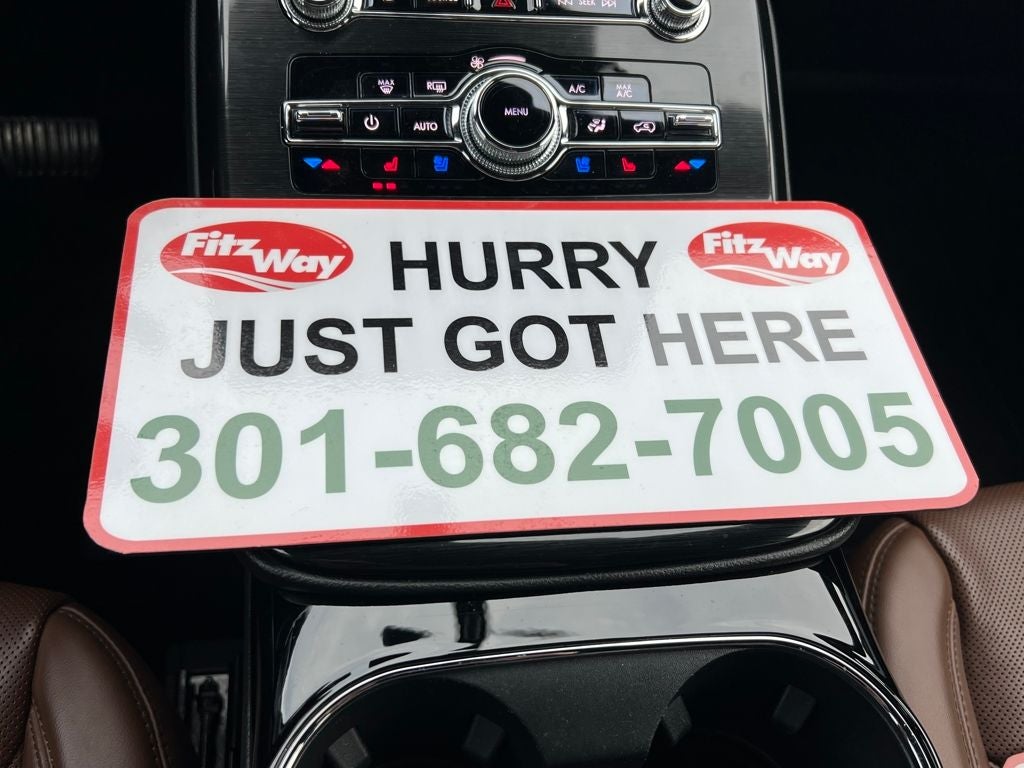 SEEK
MAX R
A/C MAX A/C
MENU
AUTO
Fitz Way HURRY Fitz Way
JUST GOT HERE
301-682-7005